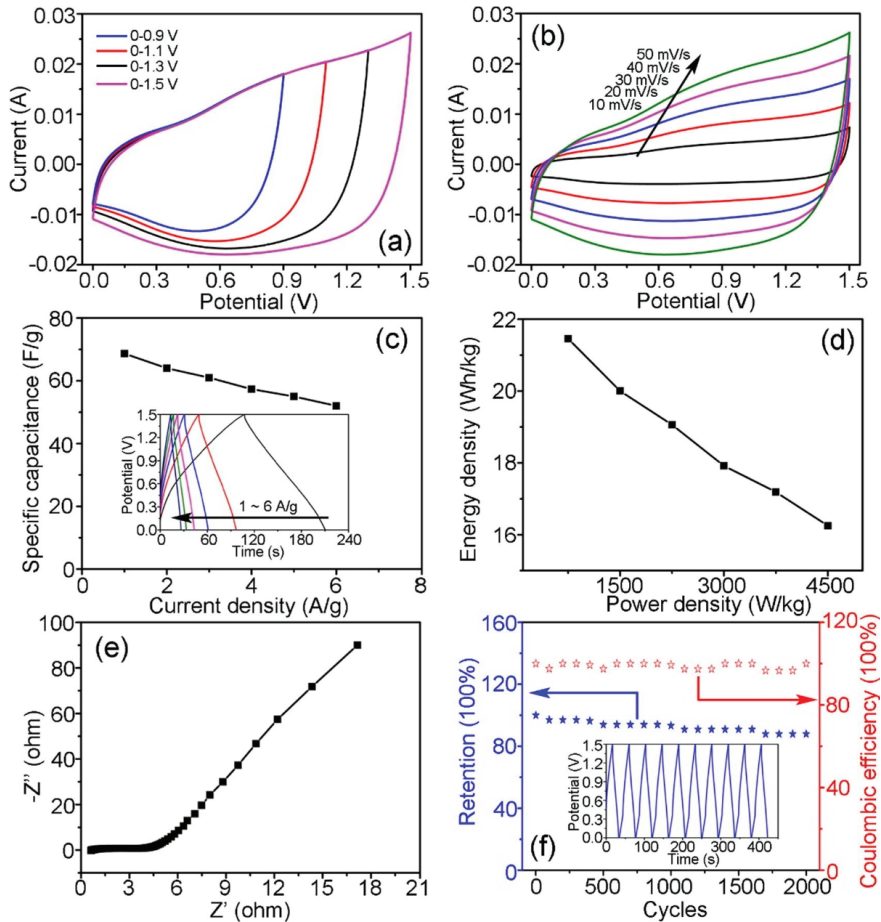 (a)
0-0.9 V
0-1.1 V
0-1.3 V
0-1.5 V
0.03
0.02
0.01
0.00
-0.01
-0.02
Current (A)
0.0 0.3 0.6 0.9 1.2 1.5
Potential (V)
(b)
50 mV/s
40 mV/s
30 mV/s
20 mV/s
10 mV/s
0.03
0.02
0.01
0.00
-0.01
-0.02
Current (A)
0.0 0.3 0.6 0.9 1.2 1.5
Potential (V)
(c)
80
60
40
20
0
Specific capacitance (F/g)
0 2 4 6 8
Current density (A/g)
1.5
1.2
0.9
0.6
0.3
0.0
Potential (V)
1 ~ 6 A/g
0 60 120 180 240
Time (s)
(d)
22
20
18
16
Energy density (Wh/kg)
1500 3000 4500
Power density (W/kg)
(e)
100
80
60
40
20
0
-Z'' (ohm)
0 3 6 9 12 15 18 21
Z' (ohm)
(f)
160
120
80
40
0
Retention (100%)
120
80
40
0
Coulombic efficiency (100%)
1.5
1.2
0.9
0.6
0.3
0.0
Potential (V)
0 100 200 300 400
Time (s)
0 500 1000 1500 2000
Cycles